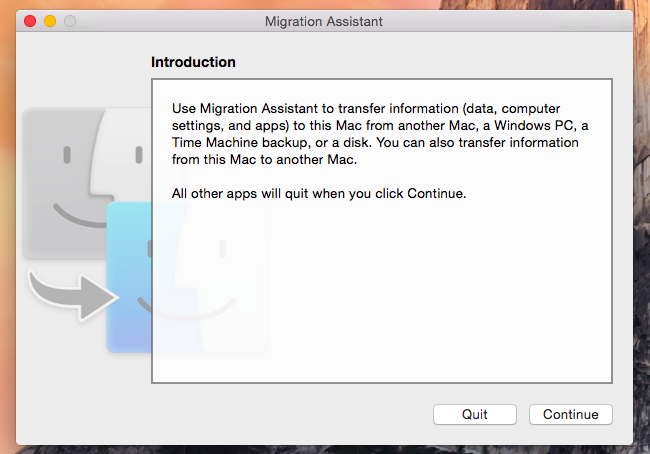 Migration Assistant
Introduction
Use Migration Assistant to transfer information (data, computer
settings, and apps) to this Mac from another Mac, a Windows PC, a
Time Machine backup, or a disk. You can also transfer information
from this Mac to another Mac.
All other apps will quit when you click Continue.
Quit
Continue